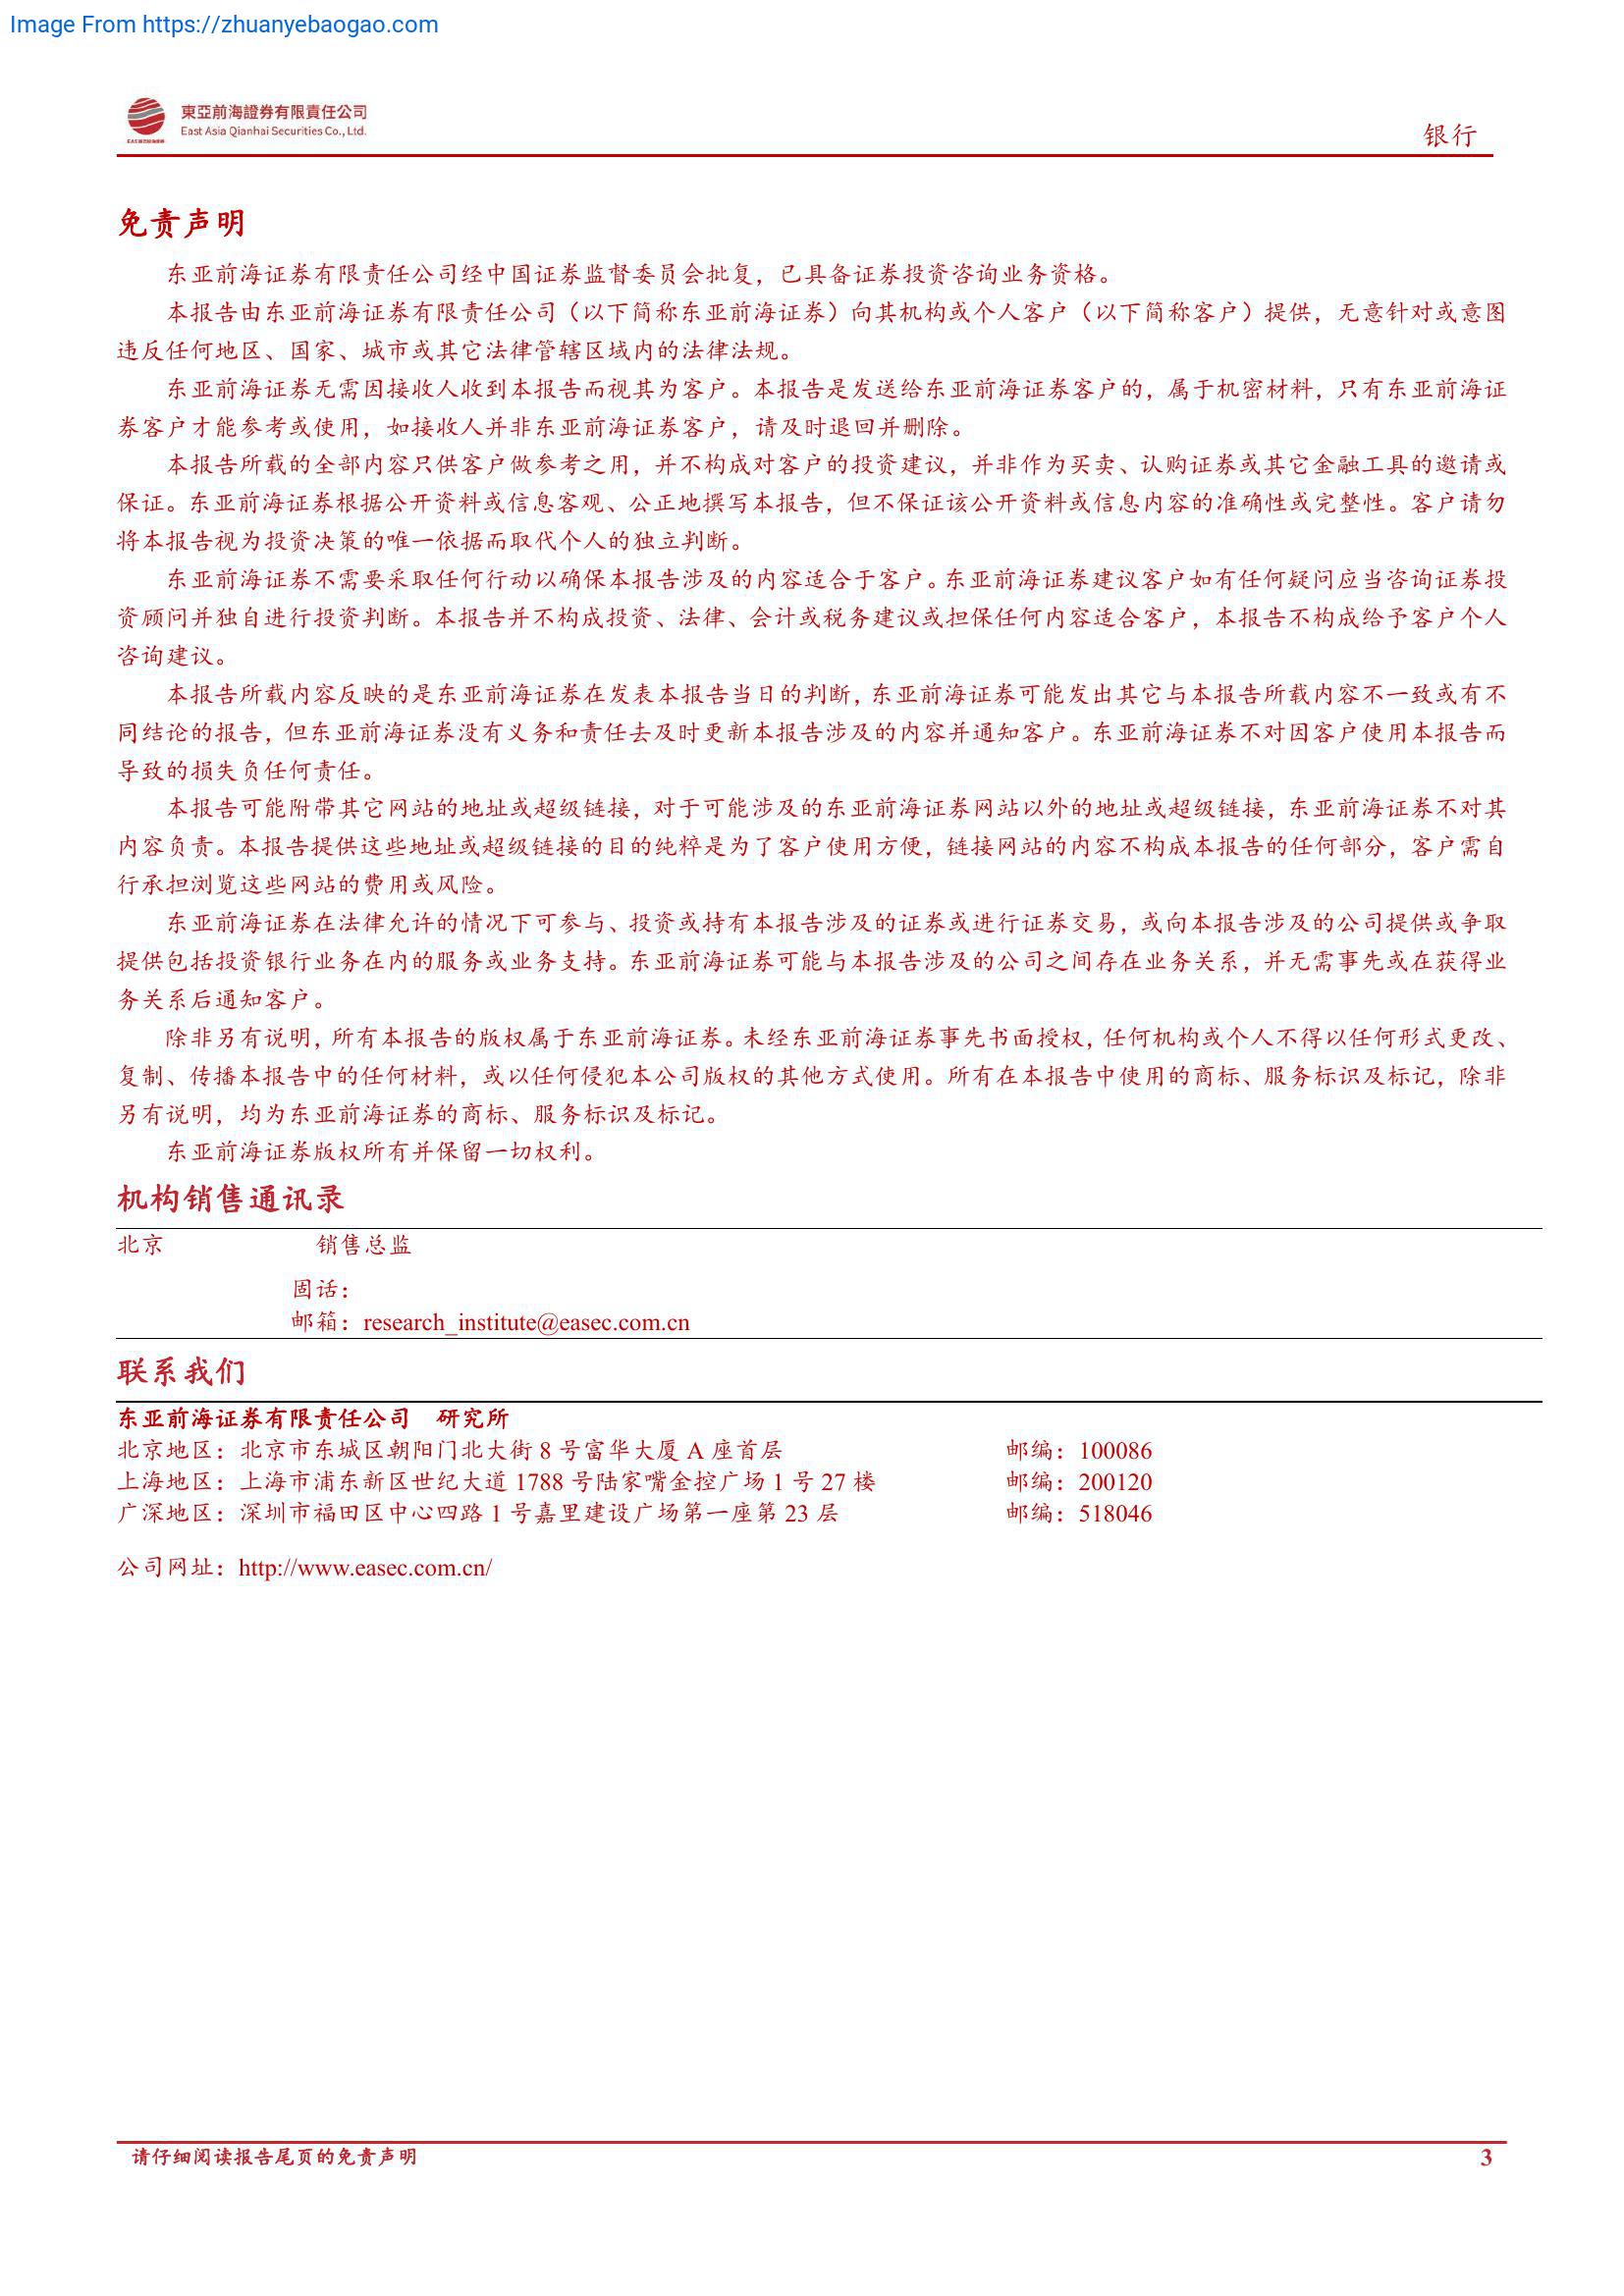 Image From https://zhuanyebaogao.com
東亞前海證券有限責任公司
East Asia Qianhai Securities Co., Ltd.
银行
免责声明
东亚前海证券有限责任公司经中国证券监督委员会批复，已具备证券投资咨询业务资格。
本报告由东亚前海证券有限责任公司（以下简称东亚前海证券）向其机构或个人客户（以下简称客户）提供，无意针对或意图
违反任何地区、国家、城市或其它法律管辖区域内的法律法规。
东亚前海证券无需因接收人收到本报告而视其为客户。本报告是发送给东亚前海证券客户的，属于机密材料，只有东亚前海证
券客户才能参考或使用，如接收人并非东亚前海证券客户，请及时退回并删除。
本报告所载的全部内容只供客户做参考之用，并不构成对客户的投资建议，并非作为买卖、认购证券或其它金融工具的邀请或
保证。东亚前海证券根据公开资料或信息客观、公正地撰写本报告，但不保证该公开资料或信息内容的准确性或完整性。客户请勿
将本报告视为投资决策的唯一依据而取代个人的独立判断。
东亚前海证券不需要采取任何行动以确保本报告涉及的内容适合于客户。东亚前海证券建议客户如有任何疑问应当咨询证券投
资顾问并独自进行投资判断。本报告并不构成投资、法律、会计或税务建议或担保任何内容适合客户，本报告不构成给予客户个人
咨询建议。
本报告所载内容反映的是东亚前海证券在发表本报告当日的判断，东亚前海证券可能发出其它与本报告所载内容不一致或有不
同结论的报告，但东亚前海证券没有义务和责任去及时更新本报告涉及的内容并通知客户。东亚前海证券不对因客户使用本报告而
导致的损失负任何责任。
本报告可能附带其它网站的地址或超级链接，对于可能涉及的东亚前海证券网站以外的地址或超级链接，东亚前海证券不对其
内容负责。本报告提供这些地址或超级链接的目的纯粹是为了客户使用方便，链接网站的内容不构成本报告的任何部分，客户需自
行承担浏览这些网站的费用或风险。
东亚前海证券在法律允许的情况下可参与、投资或持有本报告涉及的证券或进行证券交易，或向本报告涉及的公司提供或争取
提供包括投资银行业务在内的服务或业务支持。东亚前海证券可能与本报告涉及的公司之间存在业务关系，并无需事先或在获得业
务关系后通知客户。
除非另有说明，所有本报告的版权属于东亚前海证券。未经东亚前海证券事先书面授权，任何机构或个人不得以任何形式更改、
复制、传播本报告中的任何材料，或以任何侵犯本公司版权的其他方式使用。所有在本报告中使用的商标、服务标识及标记，除非
另有说明，均为东亚前海证券的商标、服务标识及标记。
东亚前海证券版权所有并保留一切权利。
机构销售通讯录
北京 销售总监
固话：
邮箱：research_institute@easec.com.cn
联系我们
东亚前海证券有限责任公司 研究所
北京地区：北京市东城区朝阳门北大街 8 号富华大厦 A 座首层 邮编：100086
上海地区：上海市浦东新区世纪大道 1788 号陆家嘴金控广场 1 号 27 楼 邮编：200120
广深地区：深圳市福田区中心四路 1 号嘉里建设广场第一座第 23 层 邮编：518046
公司网址：http://www.easec.com.cn/
请仔细阅读报告尾页的免责声明 3